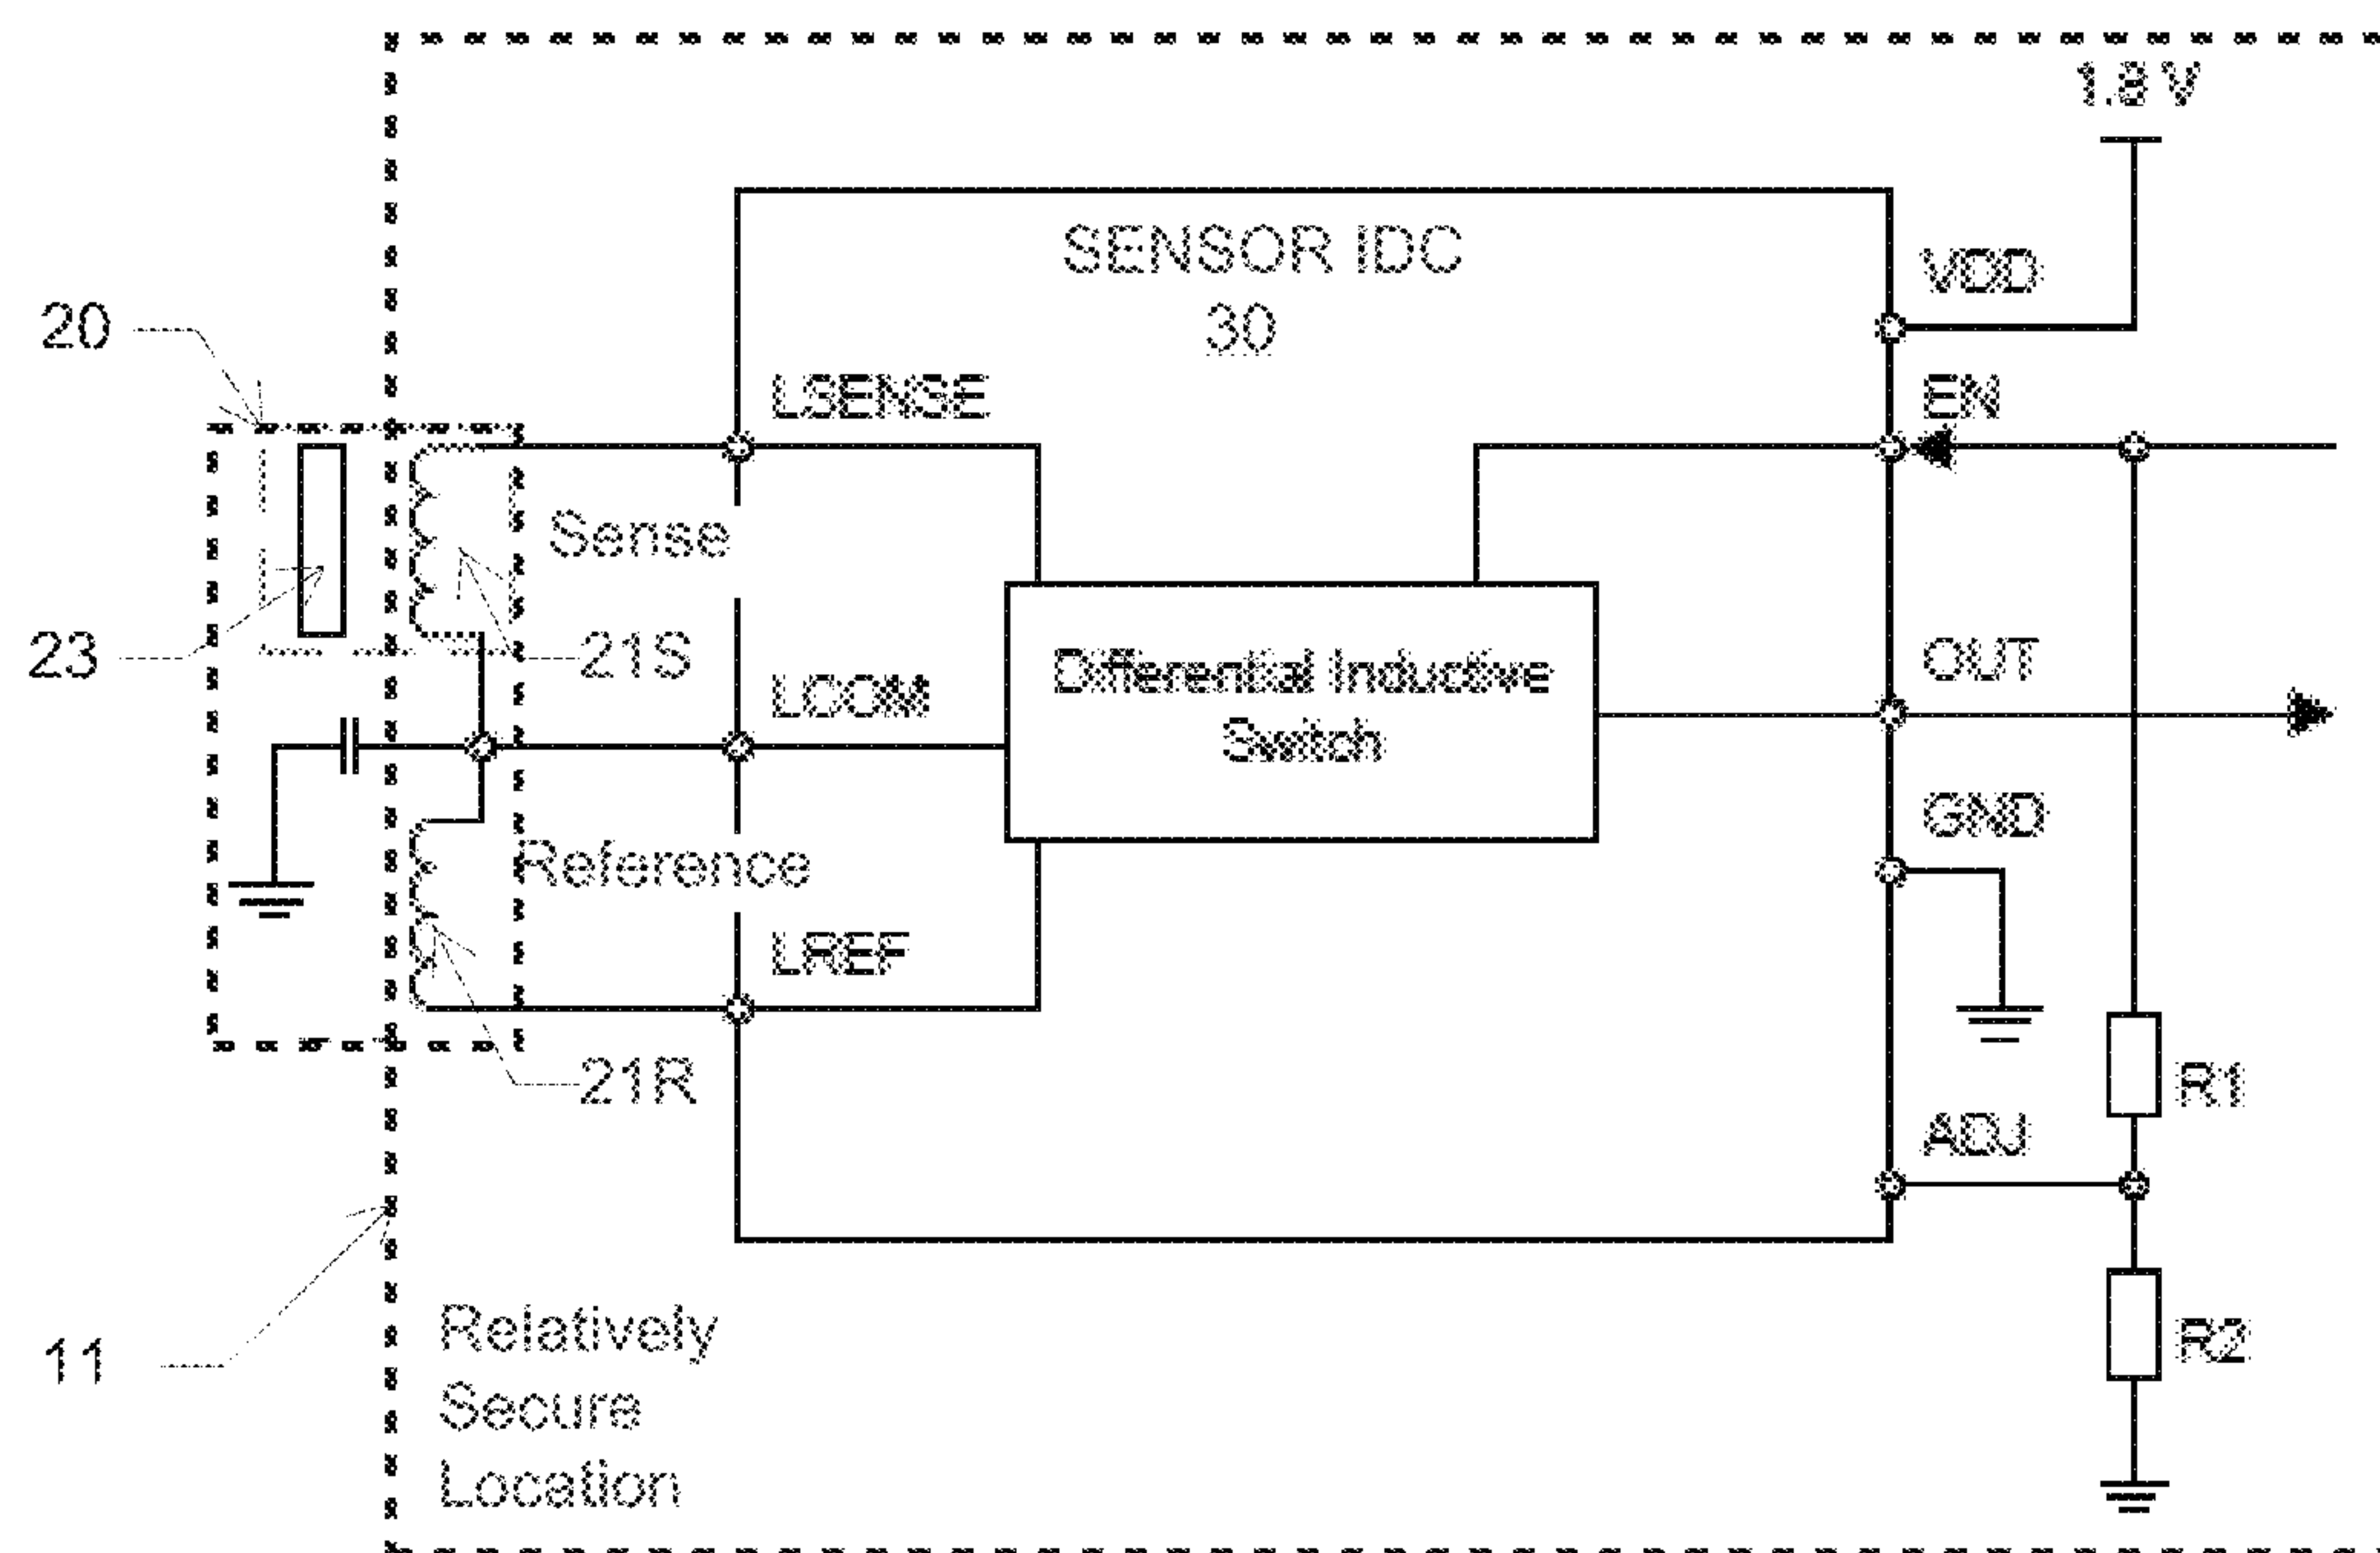 1.8 V
SENSOR IDC
30
VDD
20
LSENSE
EN
Sense
23
21S
LCOM
Differential Inductive
Switch
OUT
GND
Reference
LREF
21R
R1
ADJ
11
Relatively
Secure
Location
R2